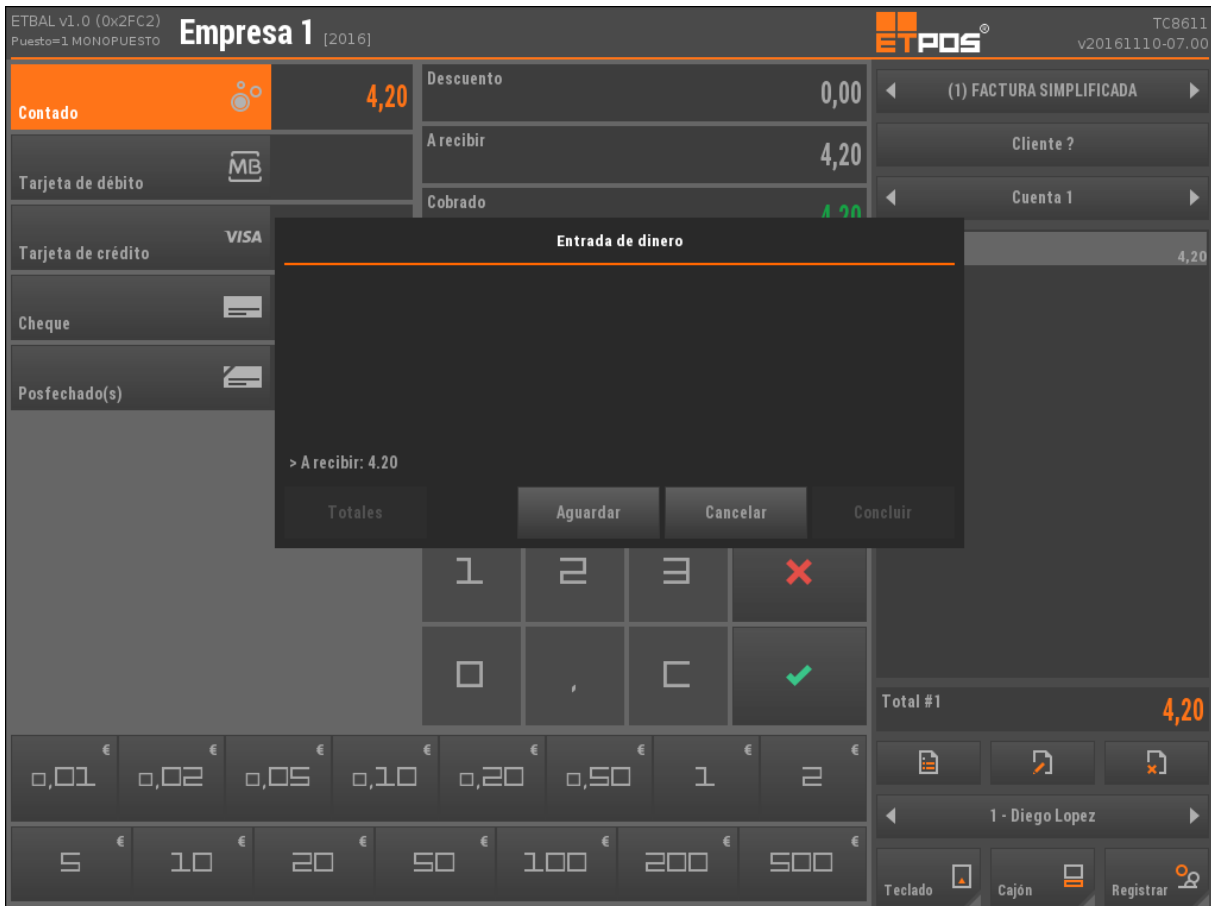 ETBAL v1.0 (0x2FC2)
Puesto=1 MONOPUESTO
Empresa 1 [2016]
ETPOS®
TC8611
v20161110-07.00
Contado
4,20
Tarjeta de débito
MB
Tarjeta de crédito
VISA
Cheque
Posfechado(s)
Descuento
0,00
A recibir
4,20
Cobrado
4,20
(1) FACTURA SIMPLIFICADA
Cliente ?
Cuenta 1
4,20
Entrada de dinero
> A recibir: 4.20
Totales
Aguardar
Cancelar
Concluir
1 2 3
0 , C
0,01 € 0,02 € 0,05 € 0,10 € 0,20 € 0,50 € 1 € 2 €
5 € 10 € 20 € 50 € 100 € 200 € 500 €
Total #1
4,20
1 - Diego Lopez
Teclado
Cajón
Registrar